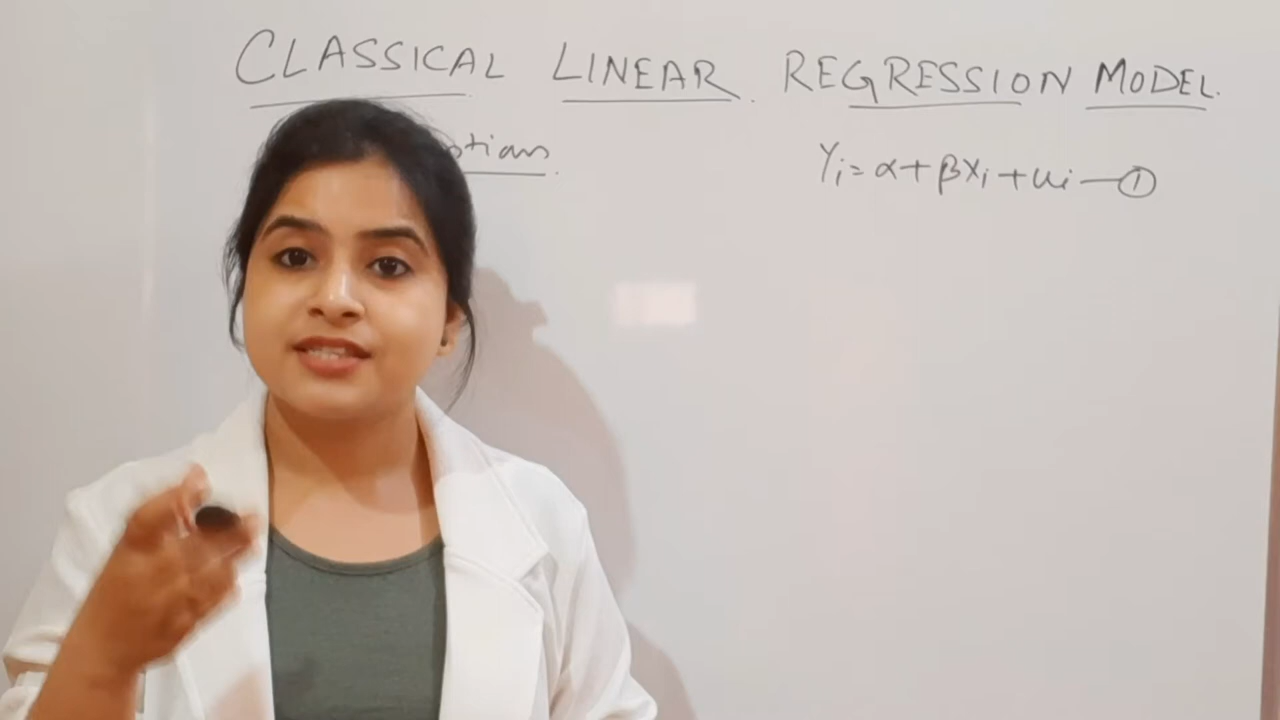 CLASSICAL LINEAR REGRESSION MODEL.
Yi = α + βXi + ui — ①